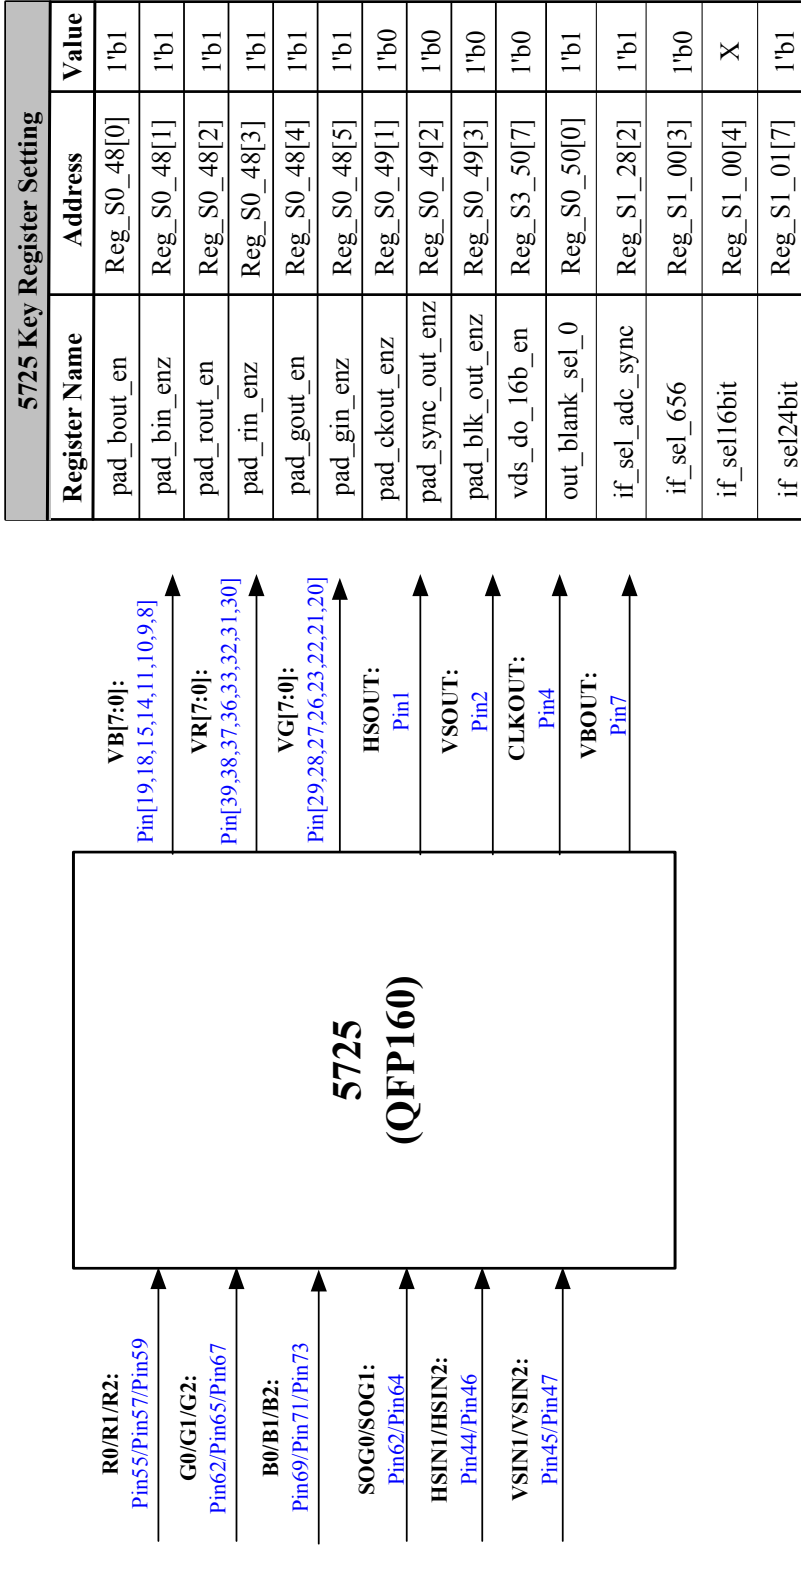 R0/R1/R2:
Pin55/Pin57/Pin59
G0/G1/G2:
Pin62/Pin65/Pin67
B0/B1/B2:
Pin69/Pin71/Pin73
SOG0/SOG1:
Pin62/Pin64
HSIN1/HSIN2:
Pin44/Pin46
VSIN1/VSIN2:
Pin45/Pin47
5725
(QFP160)
VB[7:0]:
Pin[19,18,15,14,11,10,9,8]
VR[7:0]:
Pin[39,38,37,36,33,32,31,30]
VG[7:0]:
Pin[29,28,27,26,23,22,21,20]
HSOUT:
Pin1
VSOUT:
Pin2
CLKOUT:
Pin4
VBOUT:
Pin7
5725 Key Register Setting
Register Name Address Value
pad_bout_en Reg_S0_48[0] 1'b1
pad_bin_enz Reg_S0_48[1] 1'b1
pad_rout_en Reg_S0_48[2] 1'b1
pad_rin_enz Reg_S0_48[3] 1'b1
pad_gout_en Reg_S0_48[4] 1'b1
pad_gin_enz Reg_S0_48[5] 1'b1
pad_ckout_enz Reg_S0_49[1] 1'b0
pad_sync_out_enz Reg_S0_49[2] 1'b0
pad_blk_out_enz Reg_S0_49[3] 1'b0
vds_do_16b_en Reg_S3_50[7] 1'b0
out_blank_sel_0 Reg_S0_50[0] 1'b1
if_sel_adc_sync Reg_S1_28[2] 1'b1
if_sel_656 Reg_S1_00[3] 1'b0
if_sel16bit Reg_S1_00[4] X
if_sel24bit Reg_S1_01[7] 1'b1